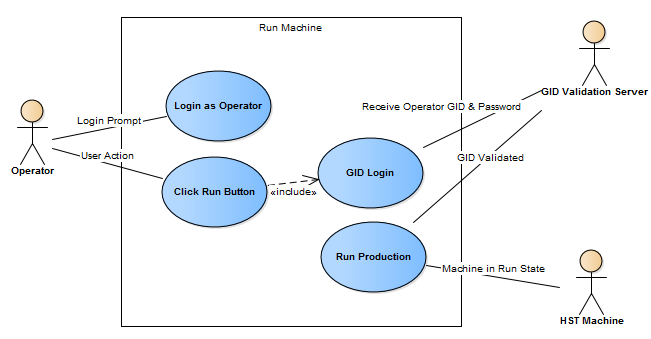 Run Machine
GID Validation Server
Login as Operator
Receive Operator GID & Password
Login Prompt
User Action
GID Validated
Operator
GID Login
Click Run Button
«include»
Run Production
Machine in Run State
HST Machine